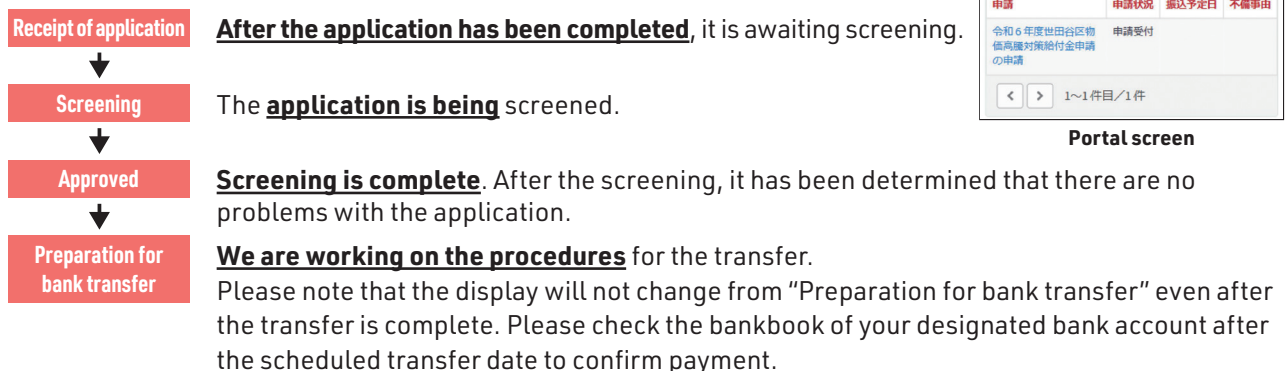 Receipt of application
After the application has been completed, it is awaiting screening.
申請 申請状況 振込予定日 不備事由
令和6年度世田谷区物 申請受付
価高騰対策給付金申請
の申請
< > 1～1件目／1件
Portal screen
Screening
The application is being screened.
Approved
Screening is complete. After the screening, it has been determined that there are no
problems with the application.
Preparation for
bank transfer
We are working on the procedures for the transfer.
Please note that the display will not change from “Preparation for bank transfer” even after
the transfer is complete. Please check the bankbook of your designated bank account after
the scheduled transfer date to confirm payment.